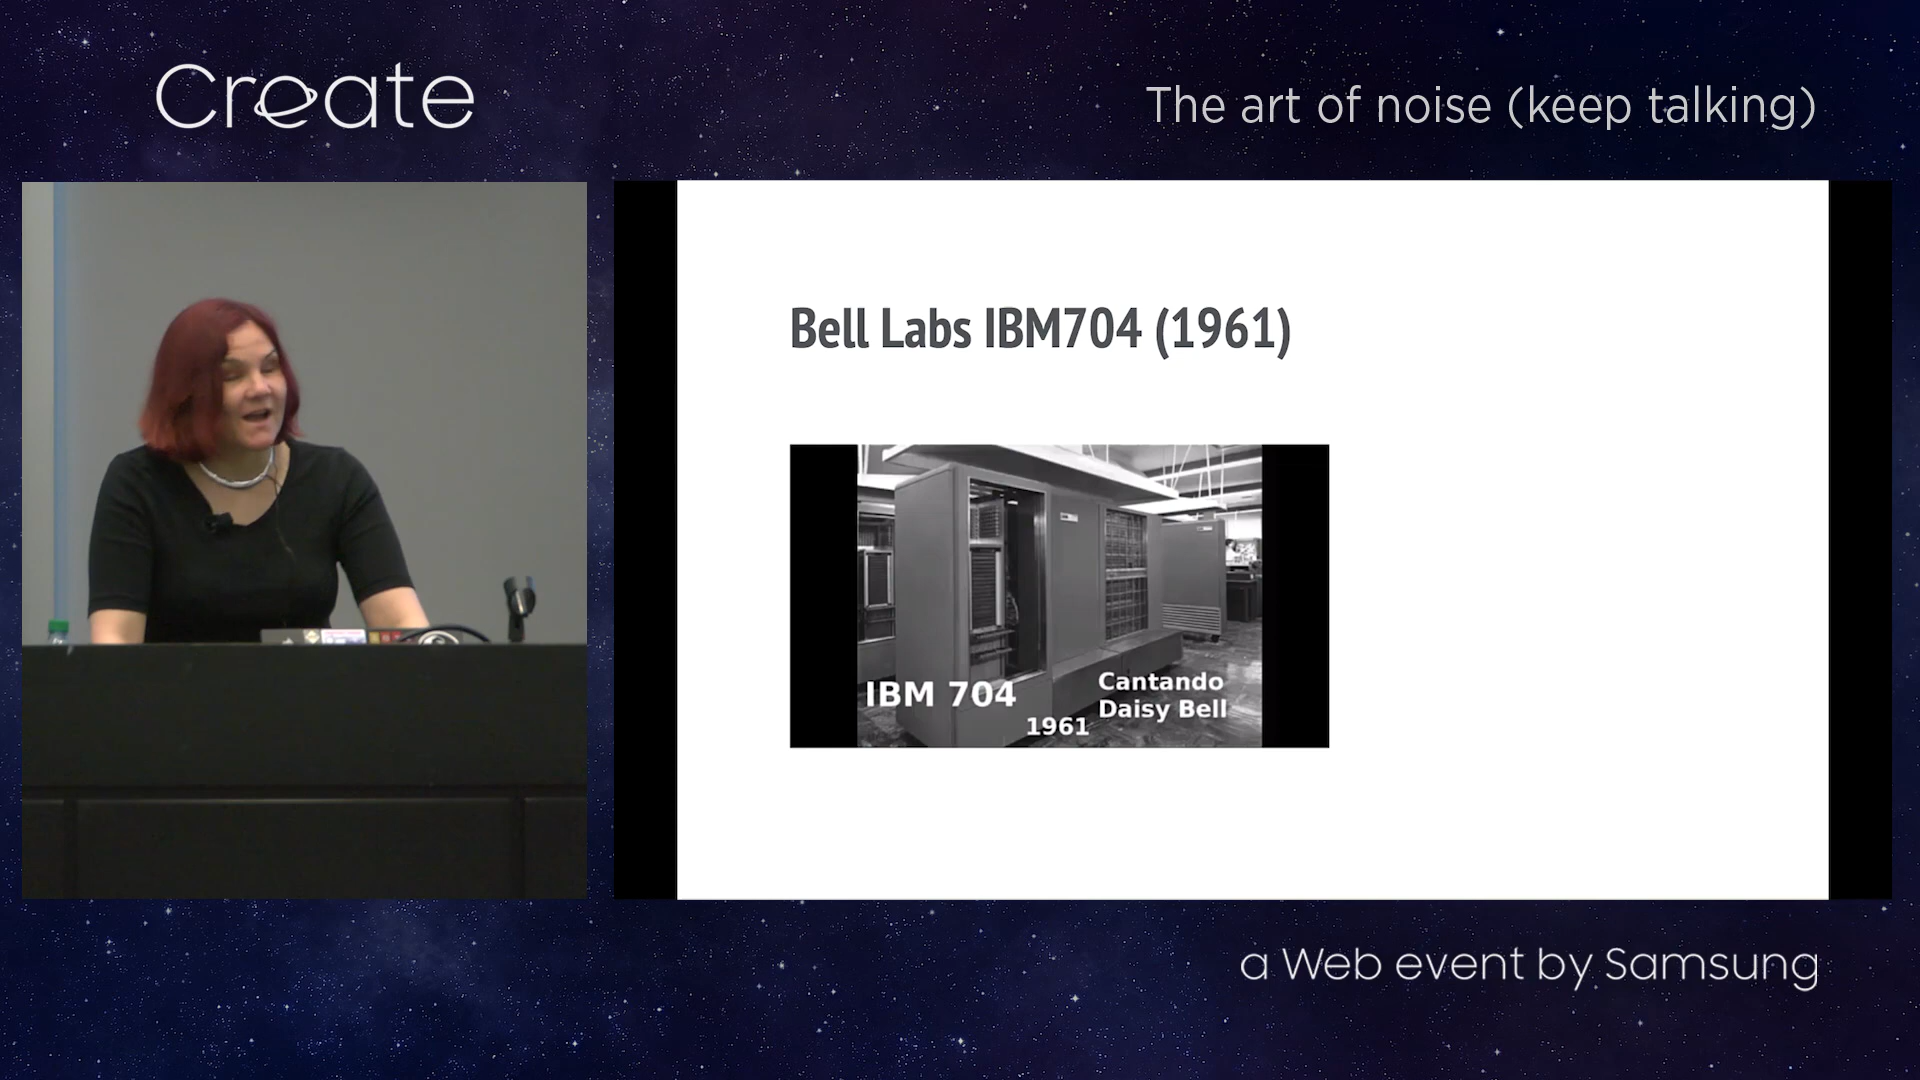 Create
The art of noise (keep talking)
Bell Labs IBM704 (1961)
IBM 704
1961
Cantando
Daisy Bell
a Web event by Samsung